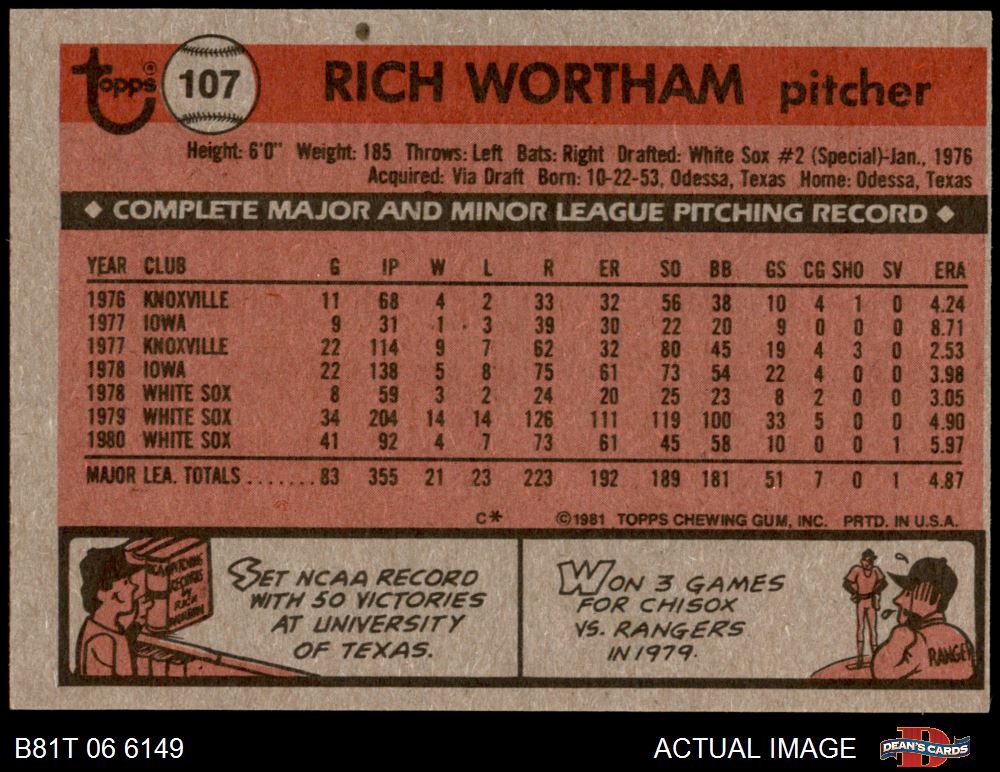 Topps® 107 RICH WORTHAM pitcher
Height: 6'0" Weight: 185 Throws: Left Bats: Right Drafted: White Sox #2 (Special)-Jan., 1976
Acquired: Via Draft Born: 10-22-53, Odessa, Texas Home: Odessa, Texas
◆ COMPLETE MAJOR AND MINOR LEAGUE PITCHING RECORD ◆
YEAR CLUB G IP W L R ER SO BB GS CG SHO SV ERA
1976 KNOXVILLE 11 68 4 2 33 32 56 38 10 4 1 0 4.24
1977 IOWA 9 31 1 3 39 30 22 20 9 0 0 0 8.71
1977 KNOXVILLE 22 114 9 7 62 32 80 45 19 4 3 0 2.53
1978 IOWA 22 138 5 8 75 61 73 54 22 4 0 0 3.98
1978 WHITE SOX 8 59 3 2 24 20 25 23 8 2 0 0 3.05
1979 WHITE SOX 34 204 14 14 126 111 119 100 33 5 0 0 4.90
1980 WHITE SOX 41 92 4 7 73 61 45 58 10 0 0 1 5.97
MAJOR LEA. TOTALS ....... 83 355 21 23 223 192 189 181 51 7 0 1 4.87
C* ©1981 TOPPS CHEWING GUM, INC. PRTD. IN U.S.A.
NCAA PITCHING
RECORDS
BY
RICH
WORTHAM
SET NCAA RECORD
WITH 50 VICTORIES
AT UNIVERSITY
OF TEXAS.
WON 3 GAMES
FOR CHISOX
VS. RANGERS
IN 1979.
RANGE
B81T 06 6149 ACTUAL IMAGE DEAN'S CARDS